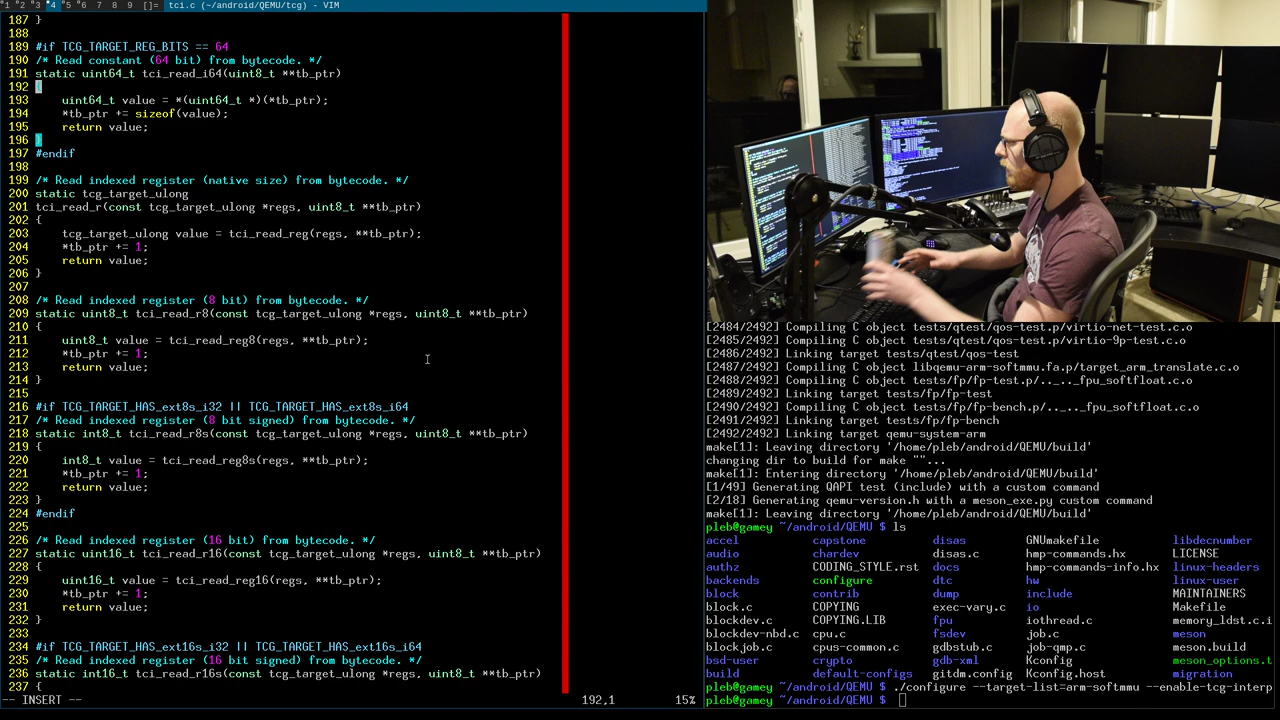 1 2 3 4 5 6 7 8 9 []= tci.c (~/android/QEMU/tcg) - VIM
187 }
188
189 #if TCG_TARGET_REG_BITS == 64
190 /* Read constant (64 bit) from bytecode. */
191 static uint64_t tci_read_i64(uint8_t **tb_ptr)
192 {
193 uint64_t value = *(uint64_t *)(*tb_ptr);
194 *tb_ptr += sizeof(value);
195 return value;
196 }
197 #endif
198
199 /* Read indexed register (native size) from bytecode. */
200 static tcg_target_ulong
201 tci_read_r(const tcg_target_ulong *regs, uint8_t **tb_ptr)
202 {
203 tcg_target_ulong value = tci_read_reg(regs, **tb_ptr);
204 *tb_ptr += 1;
205 return value;
206 }
207
208 /* Read indexed register (8 bit) from bytecode. */
209 static uint8_t tci_read_r8(const tcg_target_ulong *regs, uint8_t **tb_ptr)
210 {
211 uint8_t value = tci_read_reg8(regs, **tb_ptr);
212 *tb_ptr += 1;
213 return value;
214 }
215
216 #if TCG_TARGET_HAS_ext8s_i32 || TCG_TARGET_HAS_ext8s_i64
217 /* Read indexed register (8 bit signed) from bytecode. */
218 static int8_t tci_read_r8s(const tcg_target_ulong *regs, uint8_t **tb_ptr)
219 {
220 int8_t value = tci_read_reg8s(regs, **tb_ptr);
221 *tb_ptr += 1;
222 return value;
223 }
224 #endif
225
226 /* Read indexed register (16 bit) from bytecode. */
227 static uint16_t tci_read_r16(const tcg_target_ulong *regs, uint8_t **tb_ptr)
228 {
229 uint16_t value = tci_read_reg16(regs, **tb_ptr);
230 *tb_ptr += 1;
231 return value;
232 }
233
234 #if TCG_TARGET_HAS_ext16s_i32 || TCG_TARGET_HAS_ext16s_i64
235 /* Read indexed register (16 bit signed) from bytecode. */
236 static int16_t tci_read_r16s(const tcg_target_ulong *regs, uint8_t **tb_ptr)
237 {
-- INSERT -- 192,1 15%
[2484/2492] Compiling C object tests/qtest/qos-test.p/virtio-net-test.c.o
[2485/2492] Compiling C object tests/qtest/qos-test.p/virtio-9p-test.c.o
[2486/2492] Linking target tests/qtest/qos-test
[2487/2492] Compiling C object libqemu-arm-softmmu.fa.p/target_arm_translate.c.o
[2488/2492] Compiling C object tests/fp/fp-test.p/.._.._fpu_softfloat.c.o
[2489/2492] Linking target tests/fp/fp-test
[2490/2492] Compiling C object tests/fp/fp-bench.p/.._.._fpu_softfloat.c.o
[2491/2492] Linking target tests/fp/fp-bench
[2492/2492] Linking target qemu-system-arm
make[1]: Leaving directory '/home/pleb/android/QEMU/build'
changing dir to build for make ""...
make[1]: Entering directory '/home/pleb/android/QEMU/build'
[1/49] Generating QAPI test (include) with a custom command
[2/18] Generating qemu-version.h with a meson_exe.py custom command
make[1]: Leaving directory '/home/pleb/android/QEMU/build'
pleb@gamey ~/android/QEMU $ ls
accel capstone disas GNUmakefile libdecnumber
audio chardev disas.c hmp-commands.hx LICENSE
authz CODING_STYLE.rst docs hmp-commands-info.hx linux-headers
backends configure dtc hw linux-user
block contrib dump include MAINTAINERS
block.c COPYING exec-vary.c io Makefile
blockdev.c COPYING.LIB fpu iothread.c memory_ldst.c.i
blockdev-nbd.c cpu.c fsdev job.c meson
blockjob.c cpus-common.c gdbstub.c job-qmp.c meson.build
bsd-user crypto gdb-xml Kconfig meson_options.t
build default-configs gitdm.config Kconfig.host migration
pleb@gamey ~/android/QEMU $ ./configure --target-list=arm-softmmu --enable-tcg-interp
pleb@gamey ~/android/QEMU $